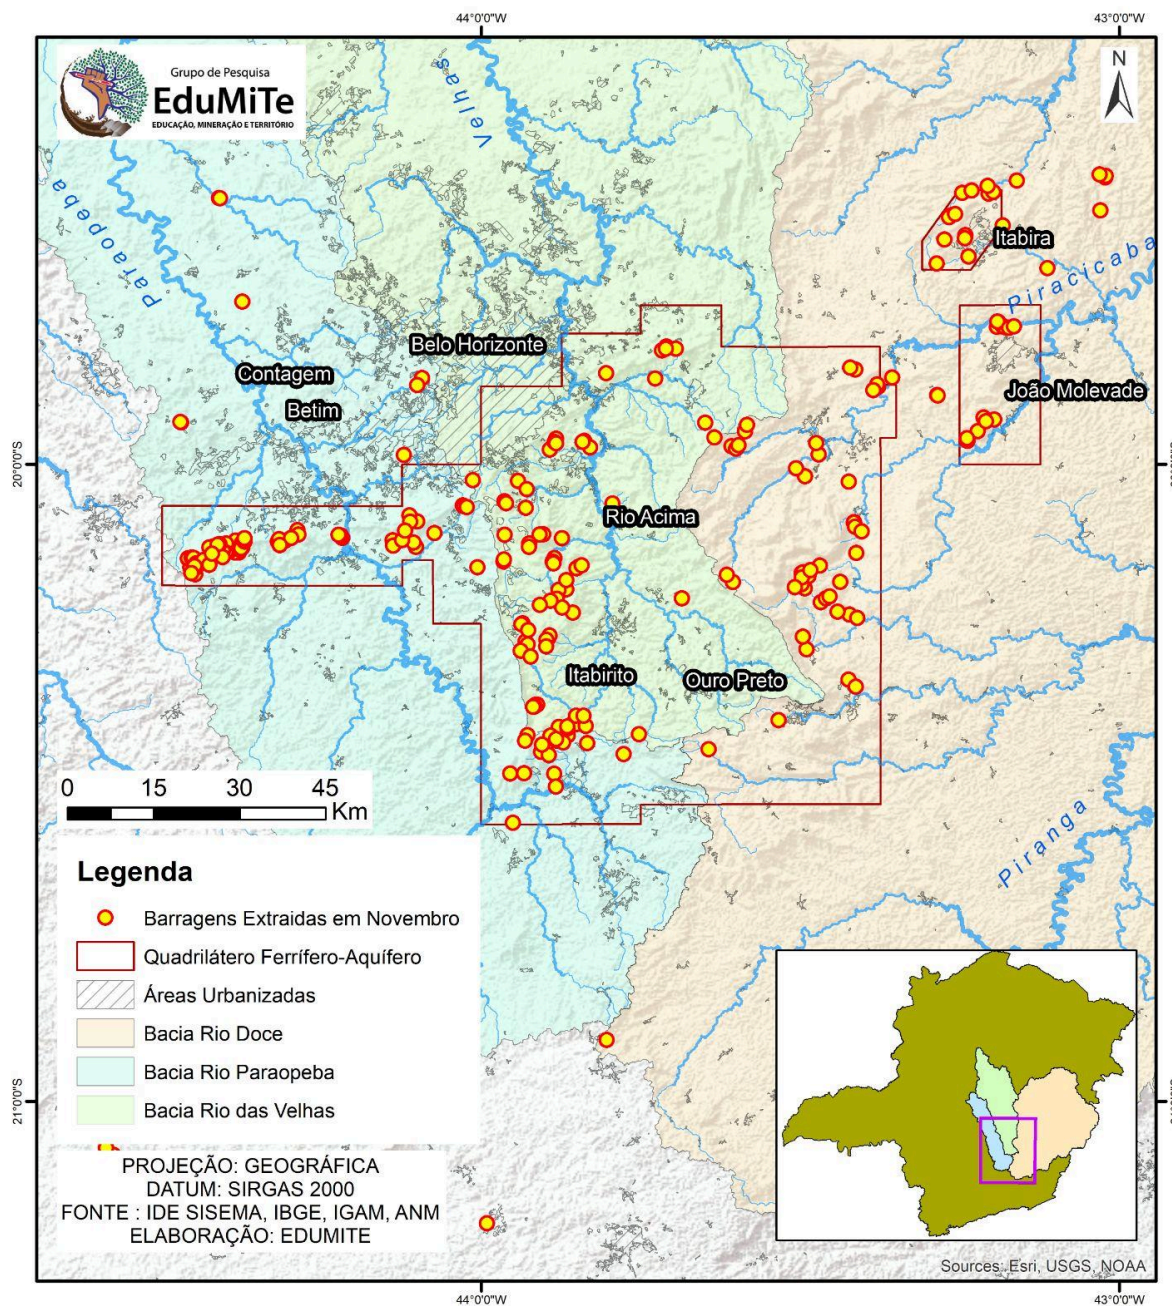 44°0'0"W
43°0'0"W
Grupo de Pesquisa
EduMiTe
EDUCAÇÃO, MINERAÇÃO E TERRITÓRIO
N
Velhas
Paraopeba
Itabira
Piracicaba
Belo Horizonte
Contagem
João Molevade
Betim
20°0'0"S
Rio Acima
Itabirito
Ouro Preto
0 15 30 45
Km
Piranga
Legenda
Barragens Extraidas em Novembro
Quadrilátero Ferrífero-Aquífero
Áreas Urbanizadas
Bacia Rio Doce
Bacia Rio Paraopeba
Bacia Rio das Velhas
21°0'0"S
PROJEÇÃO: GEOGRÁFICA
DATUM: SIRGAS 2000
FONTE : IDE SISEMA, IBGE, IGAM, ANM
ELABORAÇÃO: EDUMITE
Sources: Esri, USGS, NOAA
44°0'0"W
43°0'0"W